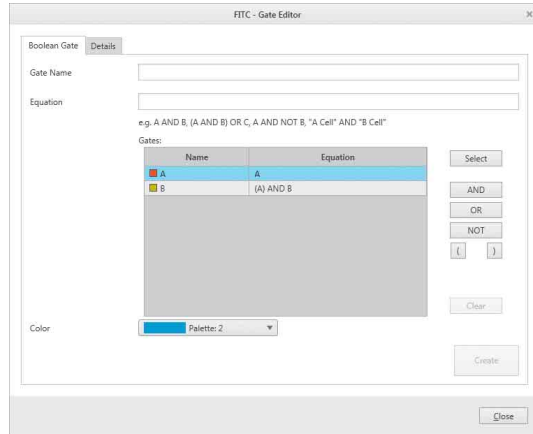 FITC - Gate Editor
Boolean Gate Details
Gate Name
Equation
e.g. A AND B, (A AND B) OR C, A AND NOT B, "A Cell" AND "B Cell"
Gates:
Name Equation
A A
B (A) AND B
Select
AND
OR
NOT
( )
Clear
Color Palette: 2
Create
Close